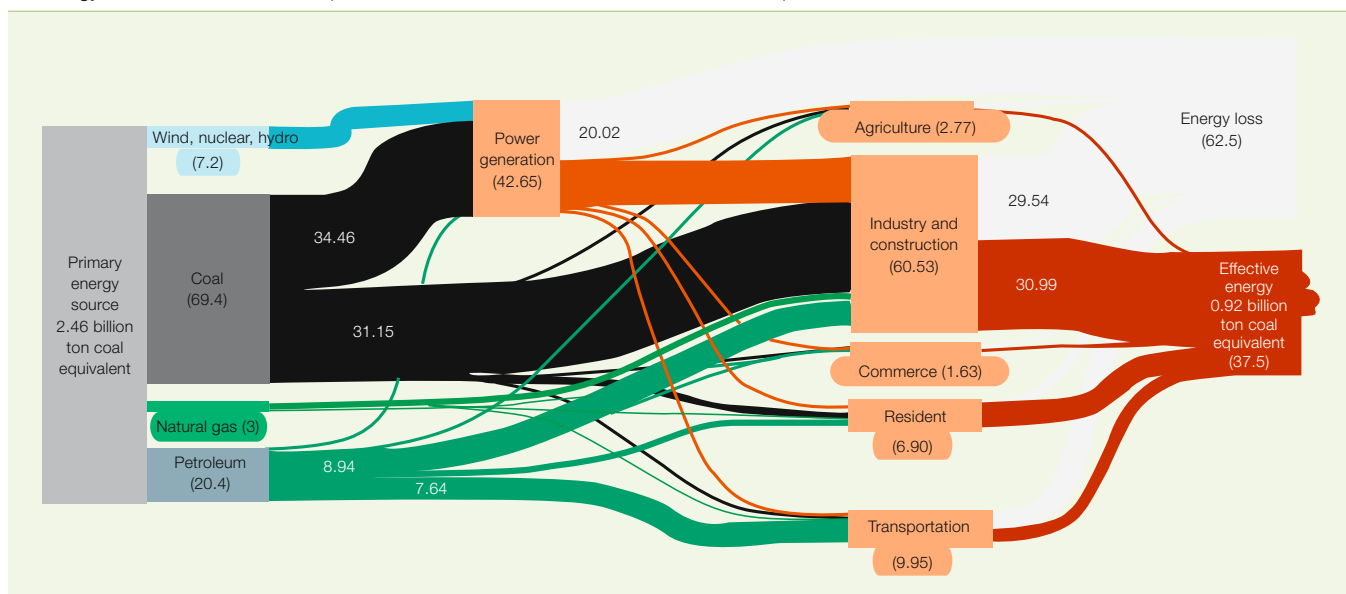 Primary
energy
source
2.46 billion
ton coal
equivalent
Wind, nuclear, hydro
(7.2)
Coal
(69.4)
Natural gas (3)
Petroleum
(20.4)
34.46
31.15
8.94
7.64
Power
generation
(42.65)
20.02
Agriculture (2.77)
Industry and
construction
(60.53)
Commerce (1.63)
Resident
(6.90)
Transportation
(9.95)
29.54
30.99
Energy loss
(62.5)
Effective
energy
0.92 billion
ton coal
equivalent
(37.5)